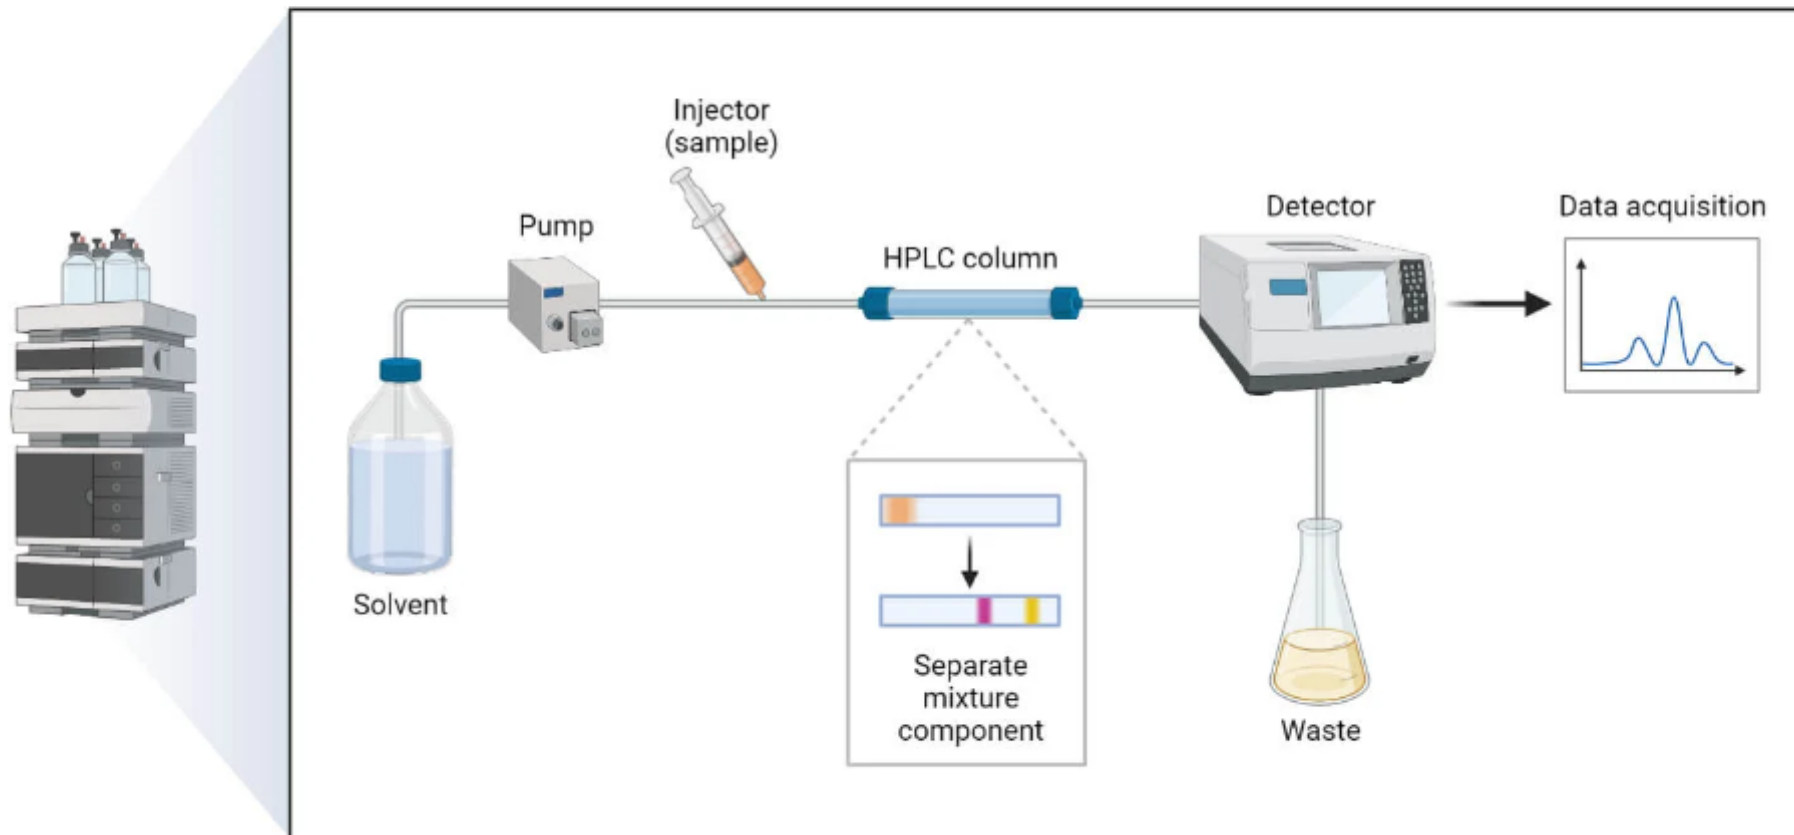 Injector
(sample)
Pump
HPLC column
Detector
Data acquisition
Solvent
Separate
mixture
component
Waste